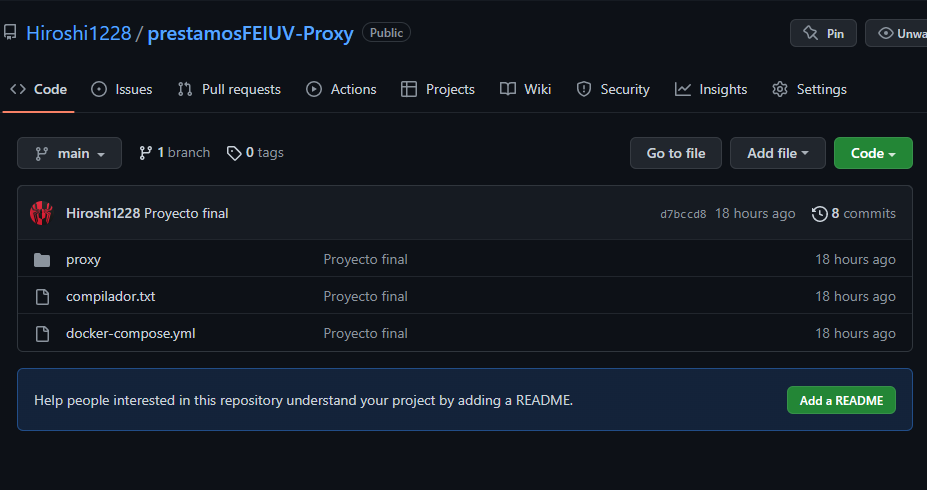 Hiroshi1228 / prestamosFEIUV-Proxy Public Pin Unwa
Code Issues Pull requests Actions Projects Wiki Security Insights Settings
main 1 branch 0 tags Go to file Add file Code
Hiroshi1228 Proyecto final d7bccd8 18 hours ago 8 commits
proxy Proyecto final 18 hours ago
compilador.txt Proyecto final 18 hours ago
docker-compose.yml Proyecto final 18 hours ago
Help people interested in this repository understand your project by adding a README. Add a README